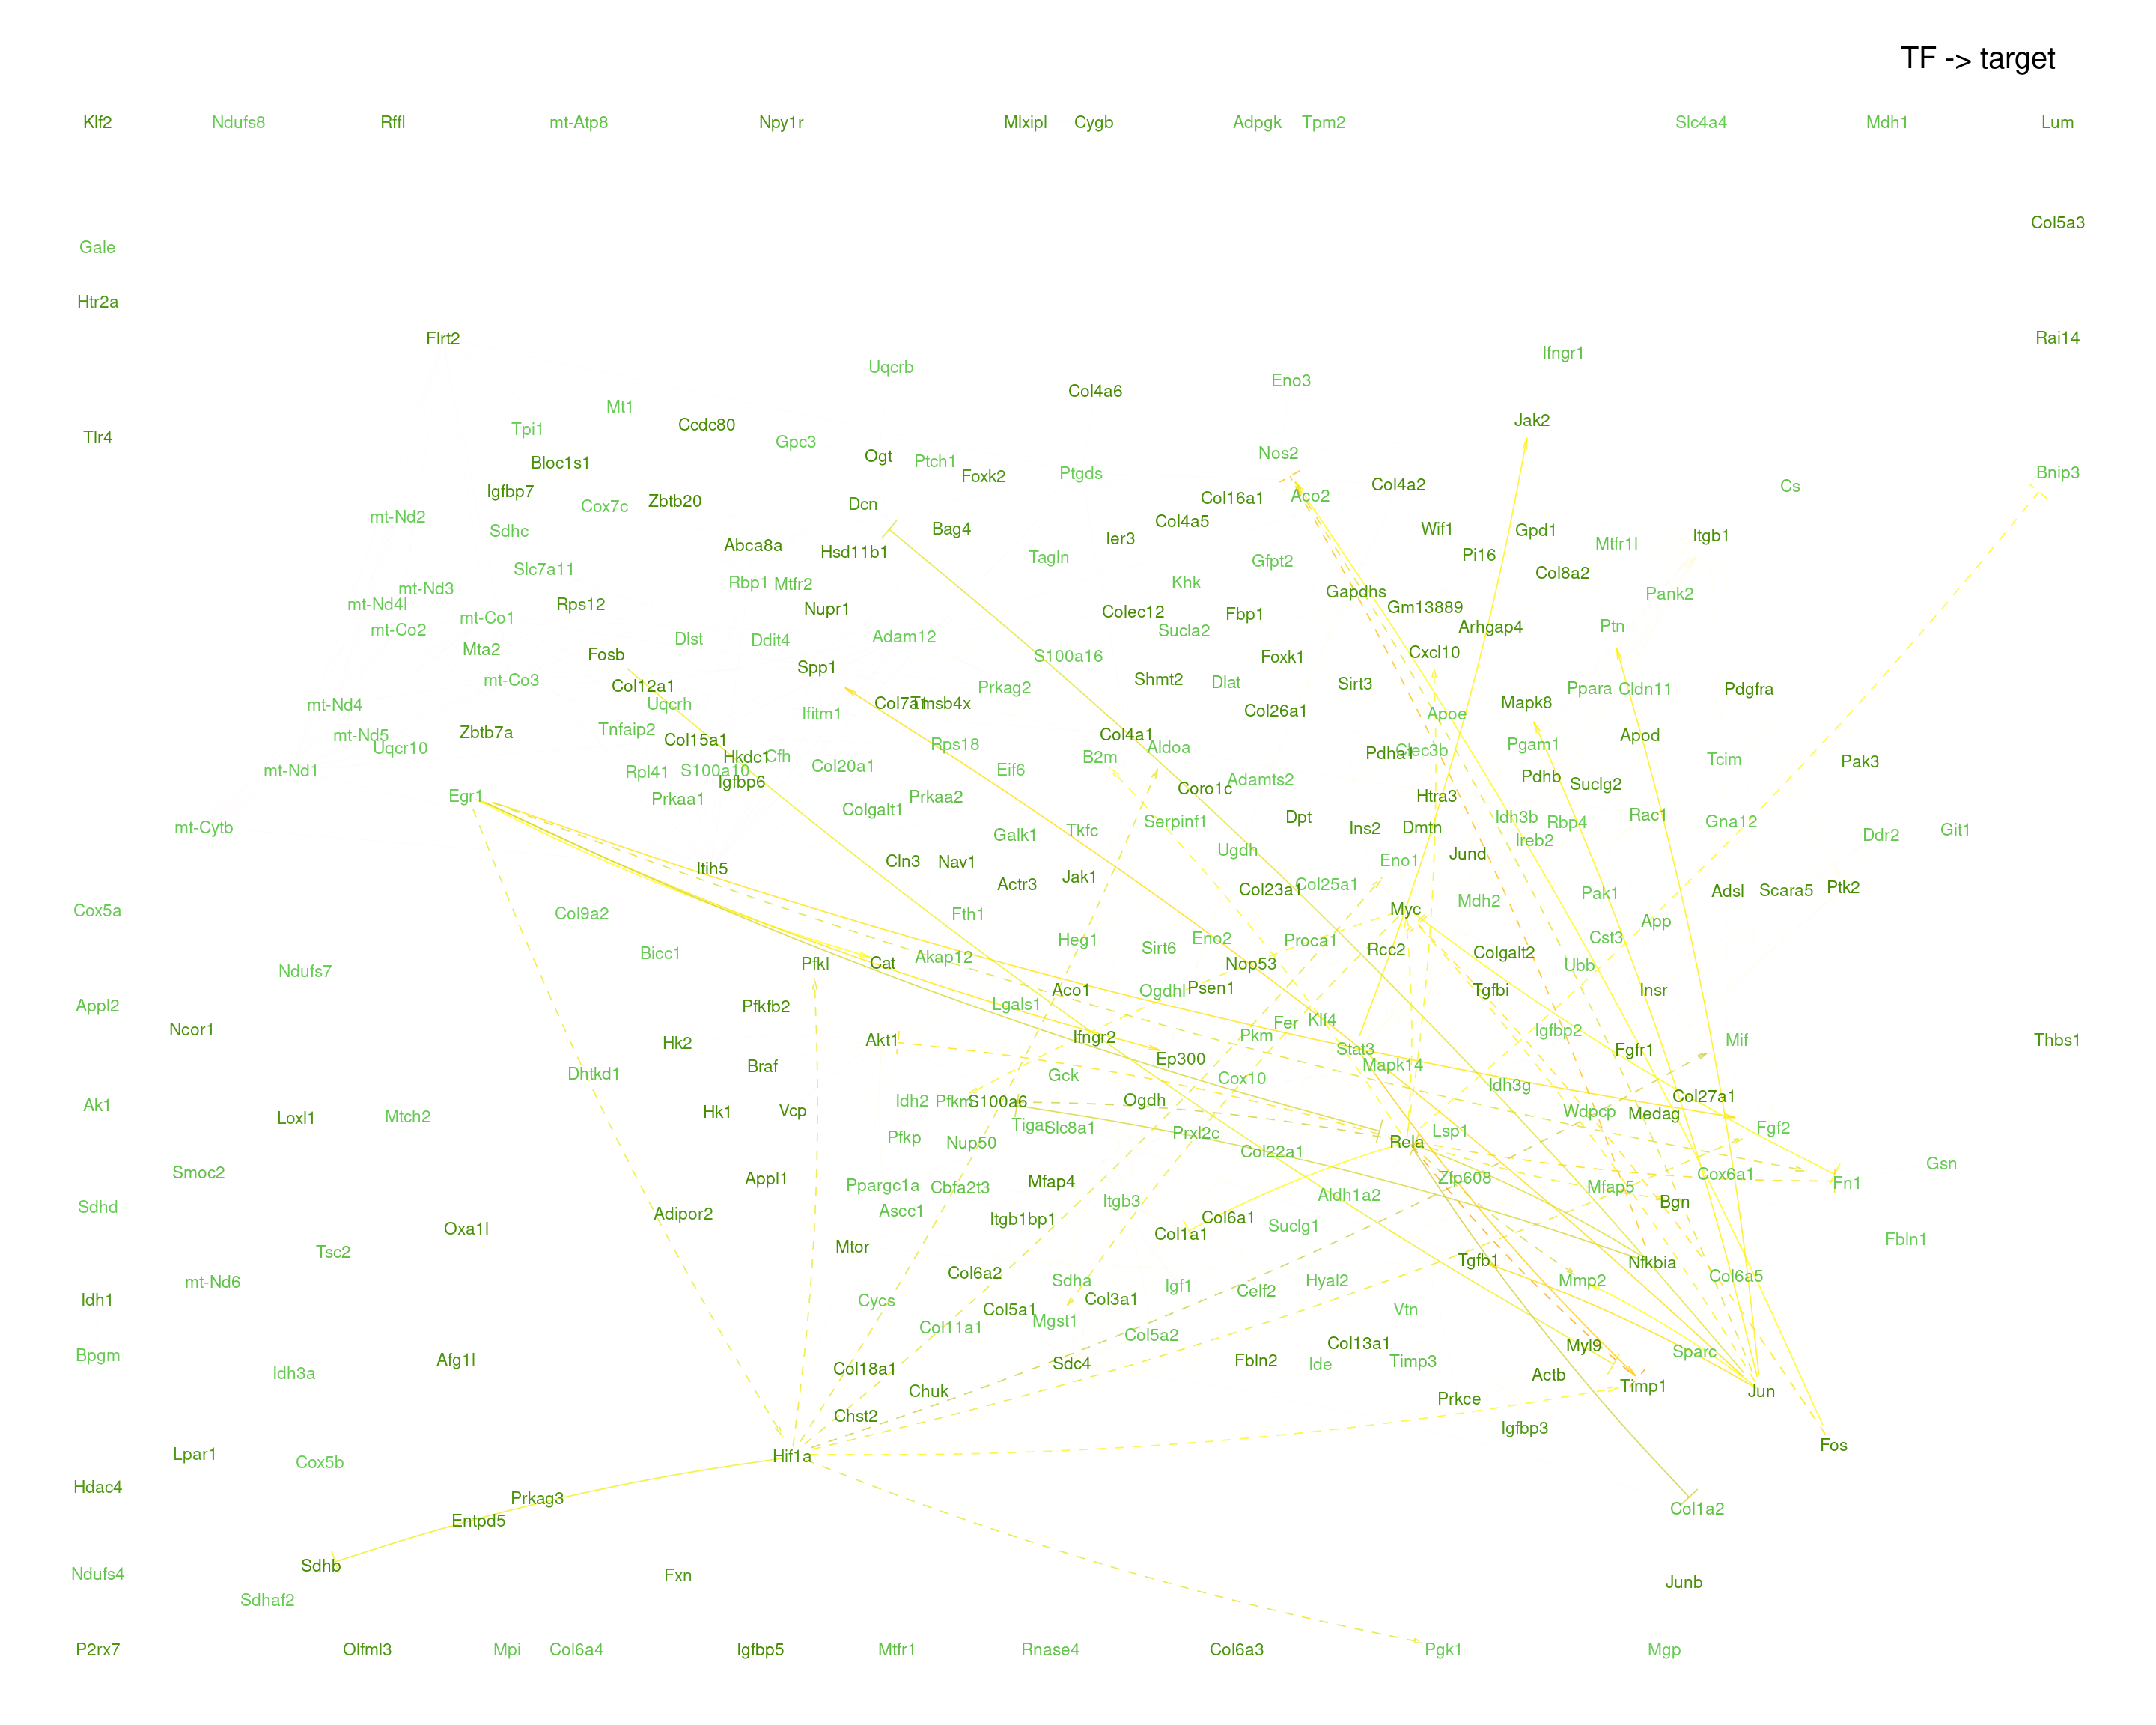 TF -> target
Klf2 Ndufs8 Rffl mt-Atp8 Npy1r Mlxipl Cygb Adpgk Tpm2 Slc4a4 Mdh1 Lum
Col5a3
Gale
Htr2a
Flrt2 Rai14
Ifngr1
Uqcrb
Eno3
Col4a6
Mt1
Jak2
Ccdc80
Tpi1
Tlr4
Gpc3
Nos2
Ogt
Ptch1
Bloc1s1
Bnip3
Ptgds
Foxk2
Col4a2
Cs
Igfbp7
Aco2
Col16a1
Zbtb20
Dcn
Cox7c
mt-Nd2
Col4a5
Bag4
Wif1
Gpd1
Sdhc
Itgb1
Ier3
Mtfr1l
Abca8a
Hsd11b1
Pi16
Tagln
Gfpt2
Slc7a11
Col8a2
Rbp1 Mtfr2
Khk
mt-Nd3
Gapdhs
Pank2
mt-Nd4l
Rps12
Gm13889
Nupr1
Colec12
Fbp1
mt-Co1
Ptn
Arhgap4
mt-Co2
Sucla2
Adam12
Dlst
Ddit4
Mta2
Cxcl10
Fosb
S100a16
Foxk1
Spp1
mt-Co3
Shmt2
Dlat
Sirt3
Col12a1
Prkag2
Ppara Cldn11 Pdgfra
Mapk8
mt-Nd4
Uqcrh
Col7a1 Tmsb4x
Col26a1
Ifitm1
Apoe
Tnfaip2
Zbtb7a
Col4a1
mt-Nd5
Apod
Col15a1
Rps18
Pgam1
Uqcr10
Aldoa
Clec3b
Pdha1
Hkdc1 Cfh
B2m
Tcim
Pak3
Col20a1
mt-Nd1
Rpl41 S100a10
Eif6
Pdhb
Adamts2
Igfbp6
Suclg2
Coro1c
Egr1
Prkaa1
Prkaa2
Htra3
Colgalt1
Rac1
Idh3b
Dpt
Serpinf1
Rbp4
Gna12
mt-Cytb
Ins2 Dmtn
Tkfc
Git1
Galk1
Ddr2
Ireb2
Ugdh
Jund
Cln3 Nav1
Eno1
Itih5
Jak1
Actr3
Col25a1
Ptk2
Col23a1
Adsl Scara5
Pak1
Mdh2
Cox5a
Myc
Col9a2
Fth1
App
Heg1
Eno2
Proca1
Cst3
Sirt6
Rcc2
Bicc1
Colgalt2
Akap12
Pfkl Cat
Nop53
Ubb
Ndufs7
Psen1
Aco1
Ogdhl
Tgfbi
Insr
Appl2
Pfkfb2
Lgals1
Klf4
Fer
Ncor1
Igfbp2
Pkm
Ifngr2
Akt1
Mif
Thbs1
Hk2
Stat3
Fgfr1
Ep300
Braf
Mapk14
Dhtkd1
Gck
Cox10
Idh3g
Col27a1
Idh2 Pfkm S100a6
Ogdh
Ak1
Hk1
Vcp
Wdpcp
Medag
Loxl1
Mtch2
Tigar Slc8a1
Fgf2
Lsp1
Prxl2c
Pfkp
Nup50
Rela
Col22a1
Gsn
Smoc2
Cox6a1
Appl1
Zfp608
Mfap4
Fn1
Ppargc1a
Cbfa2t3
Mfap5
Aldh1a2
Itgb3
Bgn
Sdhd
Ascc1
Adipor2
Col6a1
Itgb1bp1
Suclg1
Oxa1l
Col1a1
Fbln1
Mtor
Tsc2
Tgfb1
Nfkbia
Col6a2
Col6a5
mt-Nd6
Sdha
Igf1
Hyal2
Mmp2
Celf2
Idh1
Cycs
Col3a1
Col5a1
Vtn
Mgst1
Col11a1
Col5a2
Col13a1
Myl9
Sparc
Bpgm
Afg1l
Sdc4
Fbln2
Ide
Timp3
Col18a1
Idh3a
Actb
Timp1
Chuk
Jun
Prkce
Chst2
Igfbp3
Fos
Lpar1
Hif1a
Cox5b
Hdac4
Prkag3
Col1a2
Entpd5
Sdhb
Ndufs4
Fxn
Junb
Sdhaf2
P2rx7 Olfml3 Mpi Col6a4 Igfbp5 Mtfr1 Rnase4 Col6a3 Pgk1 Mgp